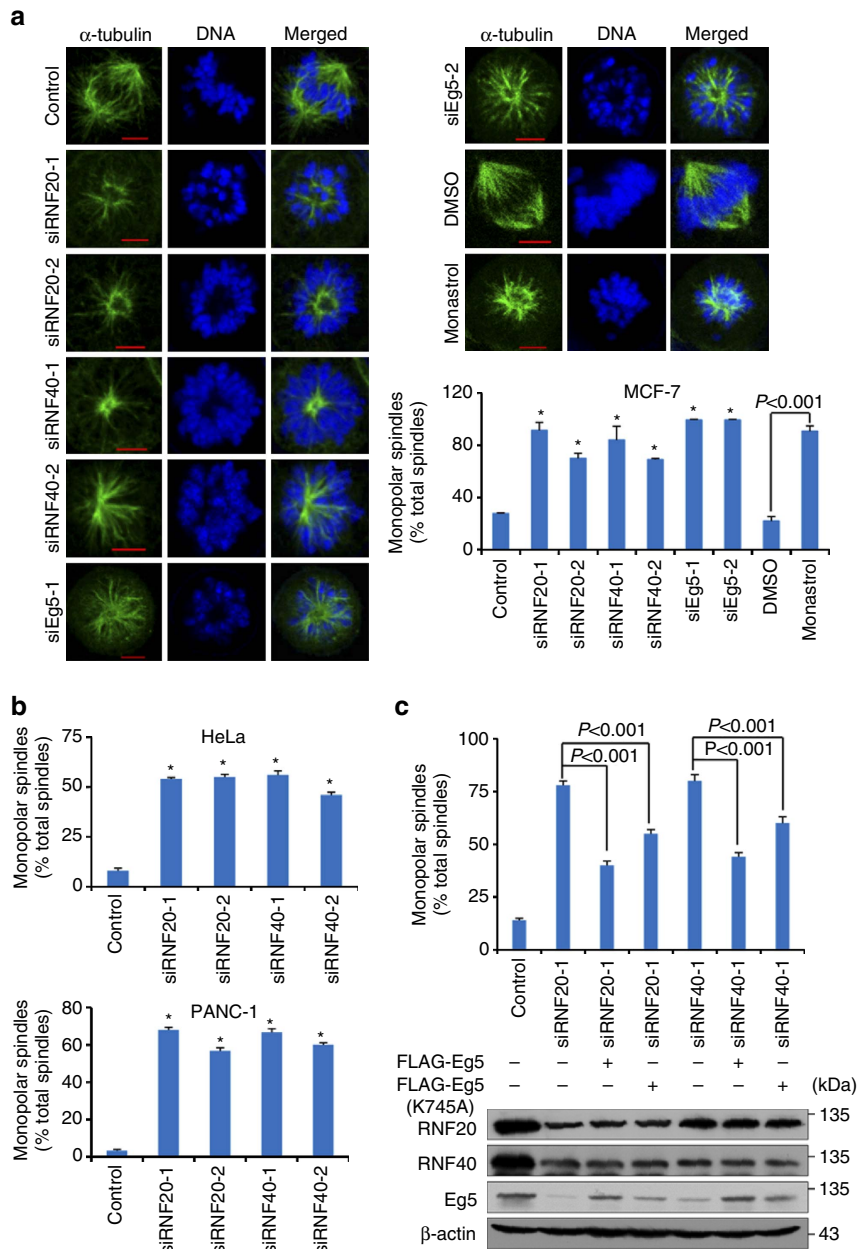 a
α-tubulin DNA Merged
Control
siRNF20-1
siRNF20-2
siRNF40-1
siRNF40-2
siEg5-1
α-tubulin DNA Merged
siEg5-2
DMSO
Monastrol
MCF-7
Monopolar spindles
(% total spindles)
120
80
40
0
* * * * * *
P<0.001
Control
siRNF20-1
siRNF20-2
siRNF40-1
siRNF40-2
siEg5-1
siEg5-2
DMSO
Monastrol
b
HeLa
Monopolar spindles
(% total spindles)
75
50
25
0
* * * *
Control
siRNF20-1
siRNF20-2
siRNF40-1
siRNF40-2
PANC-1
Monopolar spindles
(% total spindles)
80
60
40
20
0
* * * *
Control
siRNF20-1
siRNF20-2
siRNF40-1
siRNF40-2
c
Monopolar spindles
(% total spindles)
100
75
50
25
0
P<0.001 P<0.001
P<0.001 P<0.001
Control
siRNF20-1
siRNF20-1
siRNF20-1
siRNF40-1
siRNF40-1
siRNF40-1
FLAG-Eg5 – – + – – + –
FLAG-Eg5 – – – + – – + (kDa)
(K745A)
RNF20 135
RNF40 135
Eg5 135
β-actin 43